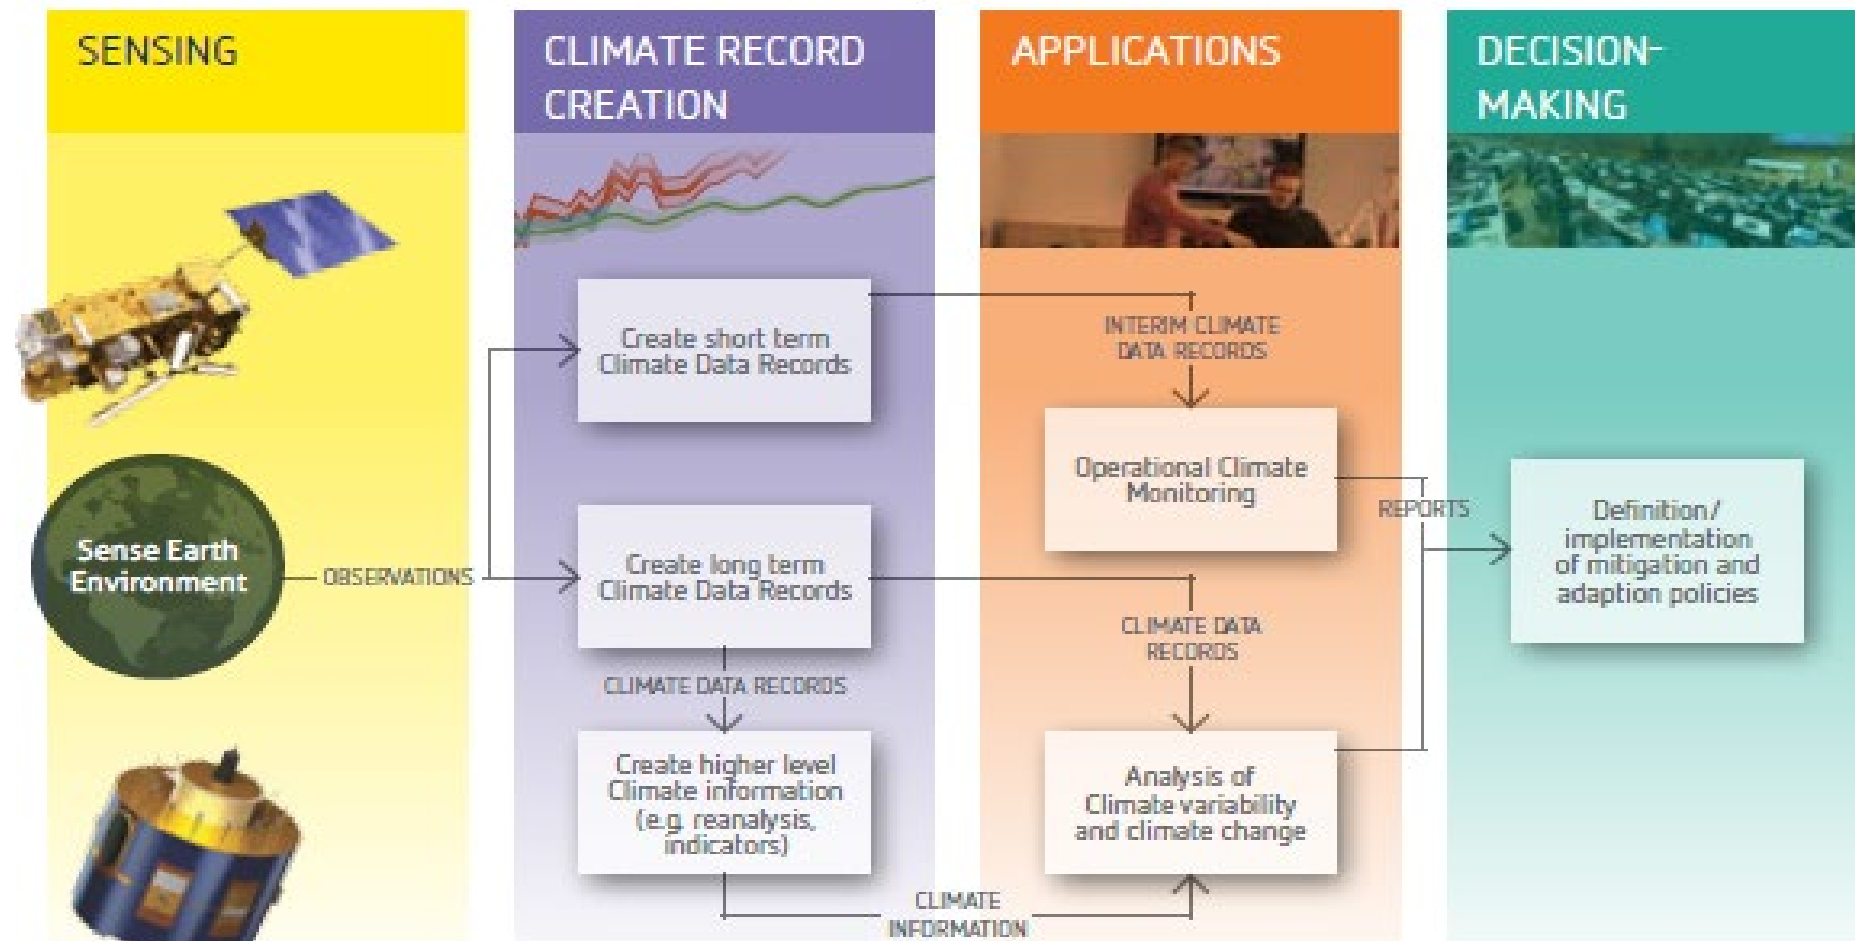 SENSING
CLIMATE RECORD
CREATION
APPLICATIONS
DECISION-
MAKING
Sense Earth
Environment
OBSERVATIONS
Create short term
Climate Data Records
Create long term
Climate Data Records
CLIMATE DATA RECORDS
Create higher level
Climate information
(e.g. reanalysis,
indicators)
CLIMATE
INFORMATION
INTERIM CLIMATE
DATA RECORDS
Operational Climate
Monitoring
CLIMATE DATA
RECORDS
Analysis of
Climate variability
and climate change
REPORTS
Definition/
implementation
of mitigation and
adaption policies